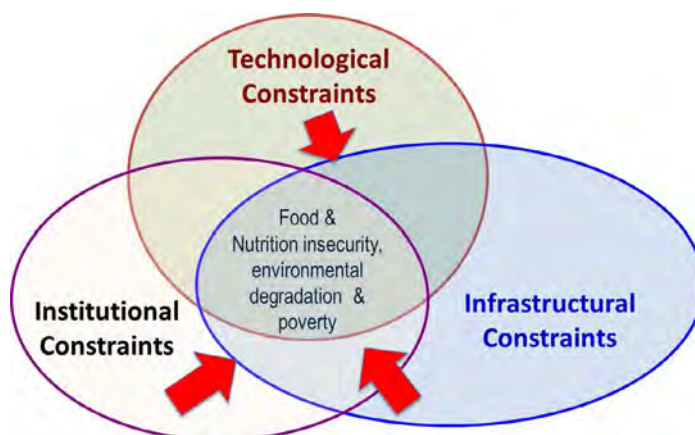 Technological
Constraints
Food &
Nutrition insecurity,
environmental
degradation &
poverty
Institutional
Constraints
Infrastructural
Constraints